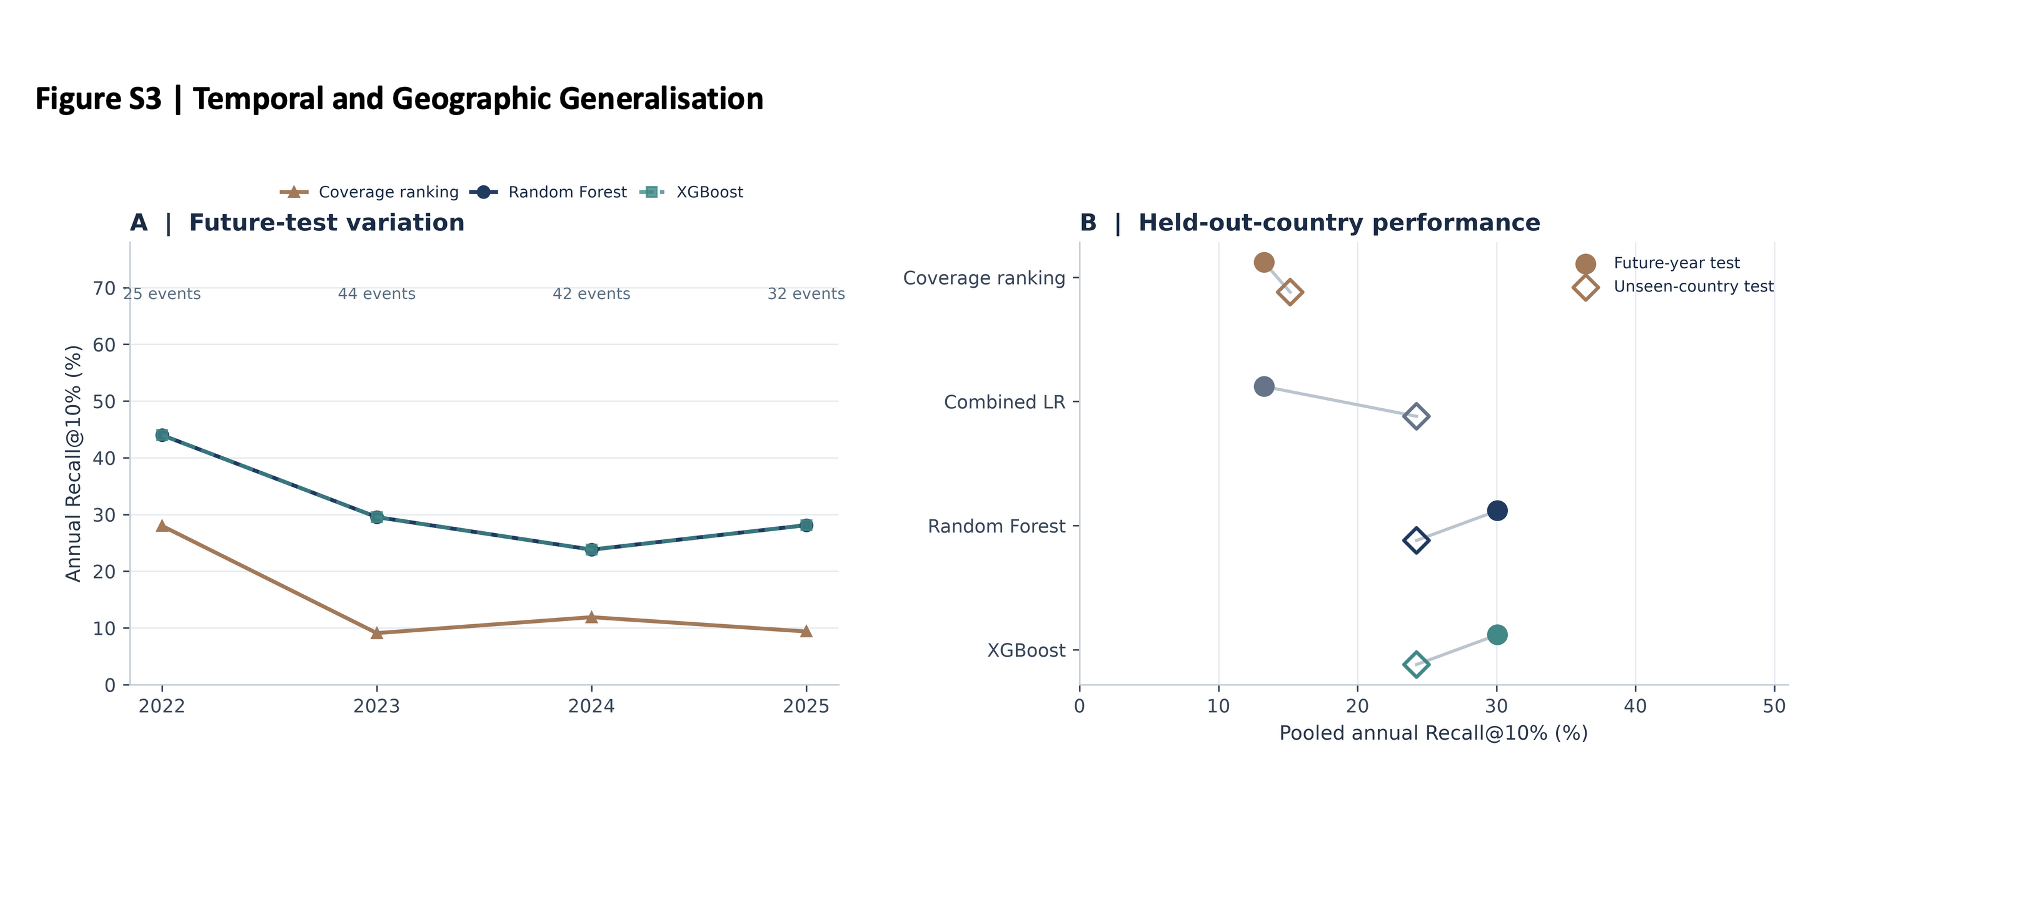 Figure S3 | Temporal and Geographic Generalisation
Coverage ranking Random Forest XGBoost
A | Future-test variation
70
25 events 44 events 42 events 32 events
60
50
40
30
20
10
0
Annual Recall@10% (%)
2022 2023 2024 2025
B | Held-out-country performance
Future-year test
Unseen-country test
Coverage ranking
Combined LR
Random Forest
XGBoost
0 10 20 30 40 50
Pooled annual Recall@10% (%)